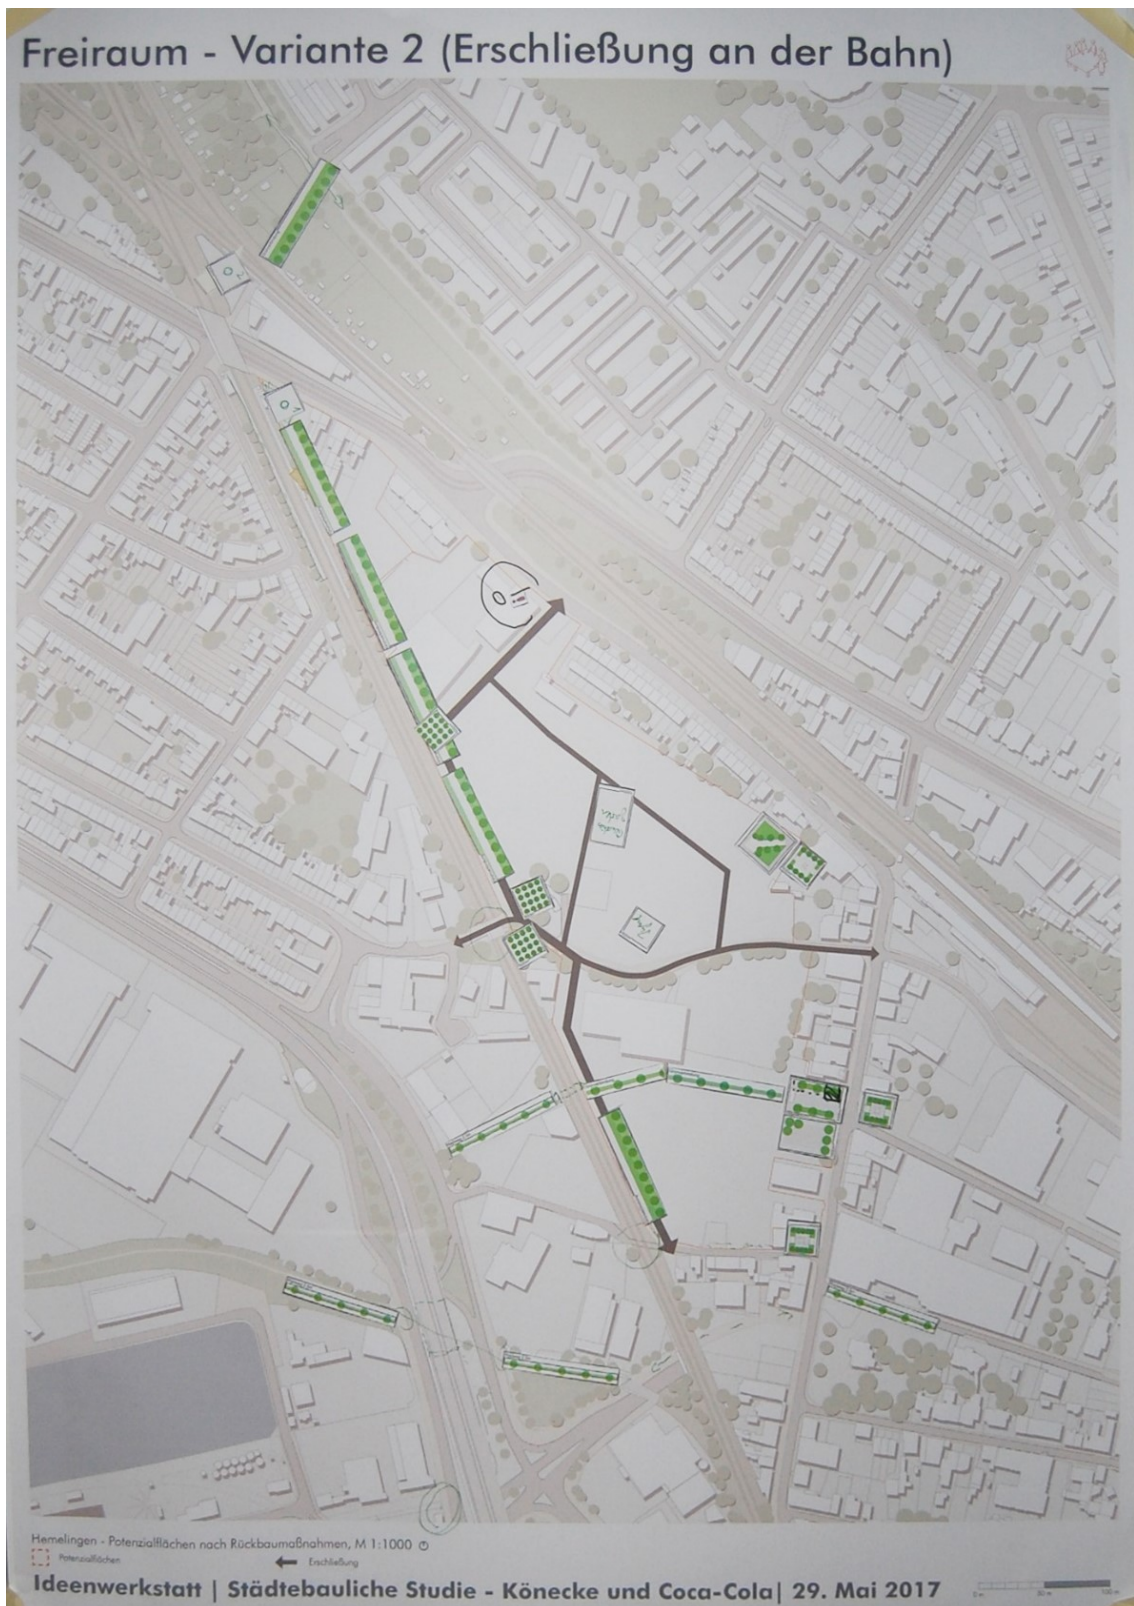 Freiraum - Variante 2 (Erschließung an der Bahn)
Hemelingen - Potenzialflächen nach Rückbaumaßnahmen, M 1:1000
Potenzialflächen
Erschließung
Ideenwerkstatt | Städtebauliche Studie - Könecke und Coca-Cola| 29. Mai 2017